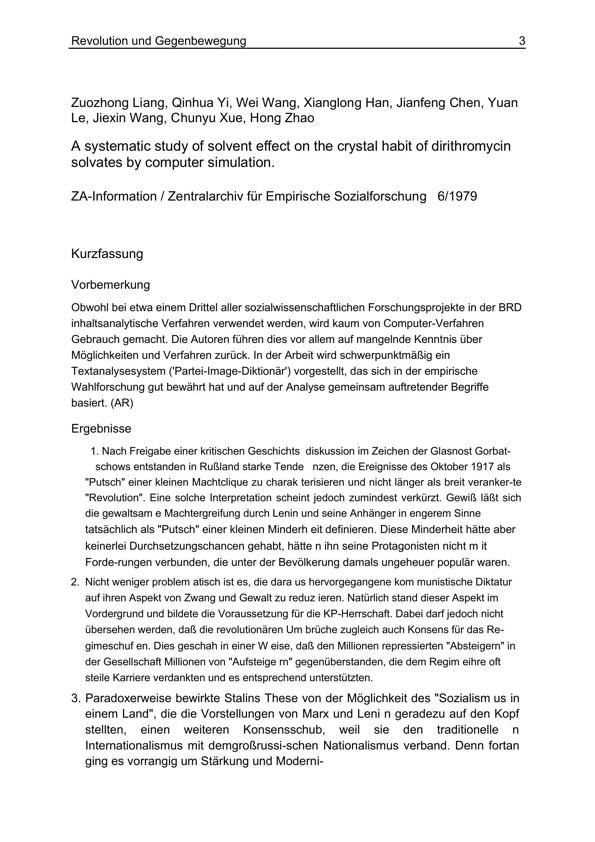 Revolution und Gegenbewegung 3
Zuozhong Liang, Qinhua Yi, Wei Wang, Xianglong Han, Jianfeng Chen, Yuan
Le, Jiexin Wang, Chunyu Xue, Hong Zhao
A systematic study of solvent effect on the crystal habit of dirithromycin
solvates by computer simulation.
ZA-Information / Zentralarchiv für Empirische Sozialforschung 6/1979
Kurzfassung
Vorbemerkung
Obwohl bei etwa einem Drittel aller sozialwissenschaftlichen Forschungsprojekte in der BRD
inhaltsanalytische Verfahren verwendet werden, wird kaum von Computer-Verfahren
Gebrauch gemacht. Die Autoren führen dies vor allem auf mangelnde Kenntnis über
Möglichkeiten und Verfahren zurück. In der Arbeit wird schwerpunktmäßig ein
Textanalysesystem ('Partei-Image-Diktionär') vorgestellt, das sich in der empirische
Wahlforschung gut bewährt hat und auf der Analyse gemeinsam auftretender Begriffe
basiert. (AR)
Ergebnisse
1. Nach Freigabe einer kritischen Geschichts diskussion im Zeichen der Glasnost Gorbat-
schows entstanden in Rußland starke Tende nzen, die Ereignisse des Oktober 1917 als
"Putsch" einer kleinen Machtclique zu charak terisieren und nicht länger als breit veranker-te
"Revolution". Eine solche Interpretation scheint jedoch zumindest verkürzt. Gewiß läßt sich
die gewaltsam e Machtergreifung durch Lenin und seine Anhänger in engerem Sinne
tatsächlich als "Putsch" einer kleinen Minderh eit definieren. Diese Minderheit hätte aber
keinerlei Durchsetzungschancen gehabt, hätte n ihn seine Protagonisten nicht m it
Forde-rungen verbunden, die unter der Bevölkerung damals ungeheuer populär waren.
2. Nicht weniger problem atisch ist es, die dara us hervorgegangene kom munistische Diktatur
auf ihren Aspekt von Zwang und Gewalt zu reduz ieren. Natürlich stand dieser Aspekt im
Vordergrund und bildete die Voraussetzung für die KP-Herrschaft. Dabei darf jedoch nicht
übersehen werden, daß die revolutionären Um brüche zugleich auch Konsens für das Re-
gimeschuf en. Dies geschah in einer W eise, daß den Millionen repressierten "Absteigern" in
der Gesellschaft Millionen von "Aufsteige rn" gegenüberstanden, die dem Regim eihre oft
steile Karriere verdankten und es entsprechend unterstützten.
3. Paradoxerweise bewirkte Stalins These von der Möglichkeit des "Sozialism us in
einem Land", die die Vorstellungen von Marx und Leni n geradezu auf den Kopf
stellten, einen weiteren Konsensschub, weil sie den traditionelle n
Internationalismus mit demgroßrussi-schen Nationalismus verband. Denn fortan
ging es vorrangig um Stärkung und Moderni-